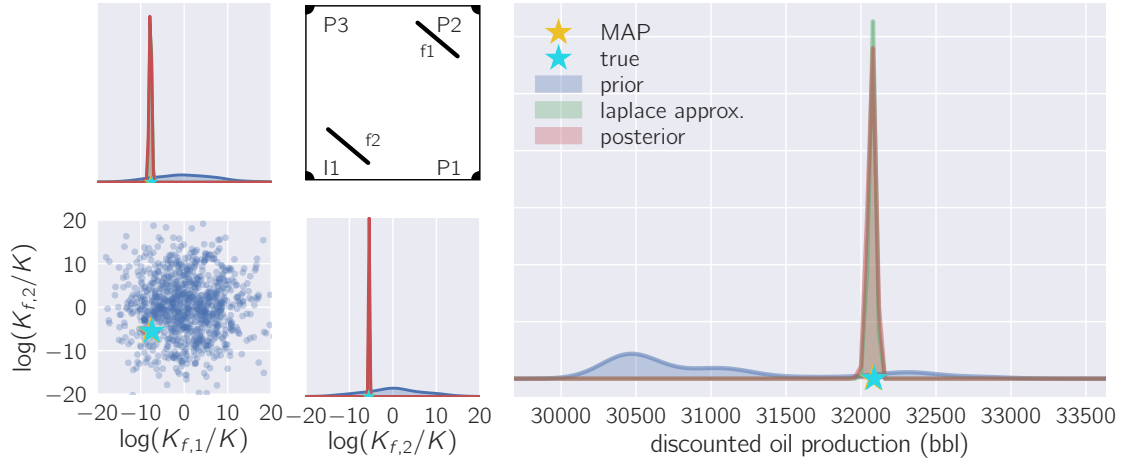 P3
P2
f1
f2
I1
P1
MAP
true
prior
laplace approx.
posterior
20
10
0
−10
−20
log(K_{f,2}/K)
−20 −10 0 10 20
log(K_{f,1}/K)
−20 −10 0 10 20
log(K_{f,2}/K)
30000 30500 31000 31500 32000 32500 33000 33500
discounted oil production (bbl)